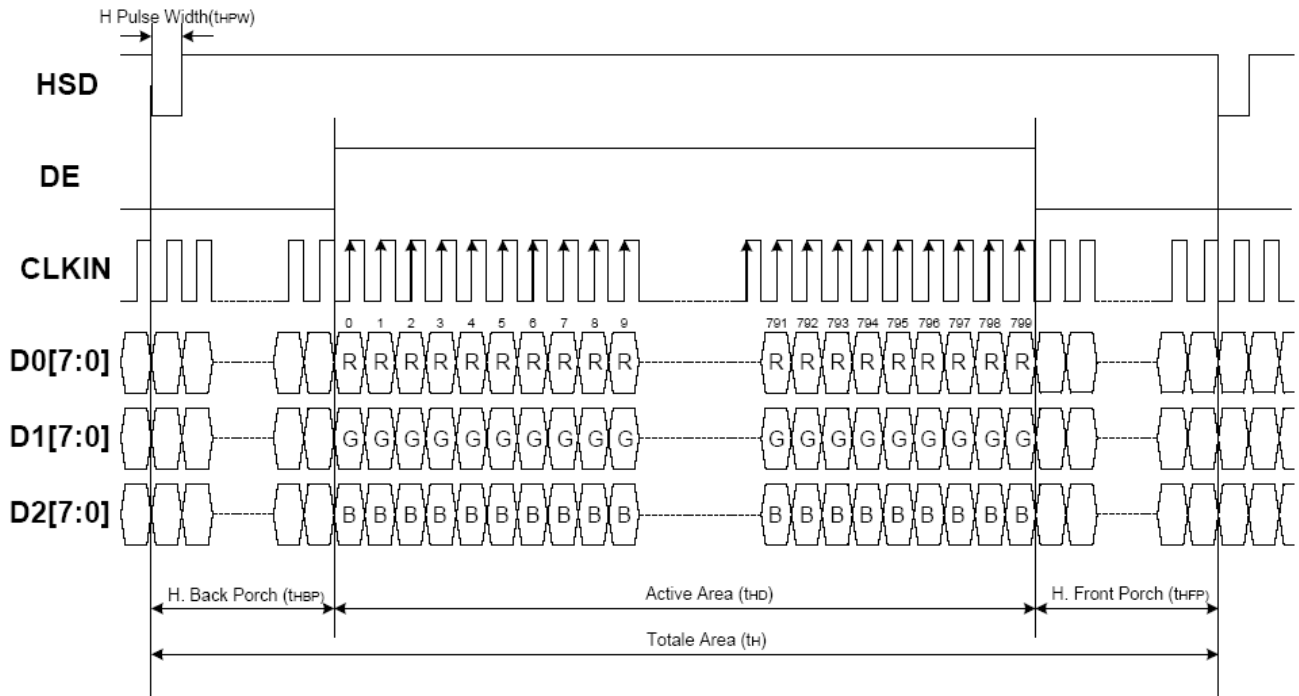 H Pulse Width(tHPW)
HSD
DE
CLKIN
0 1 2 3 4 5 6 7 8 9 791 792 793 794 795 796 797 798 799
D0[7:0] R R R R R R R R R R R R R R R R R R R
D1[7:0] G G G G G G G G G G G G G G G G G G G
D2[7:0] B B B B B B B B B B B B B B B B B B B
H. Back Porch (tHBP) Active Area (tHD) H. Front Porch (tHFP)
Totale Area (tH)